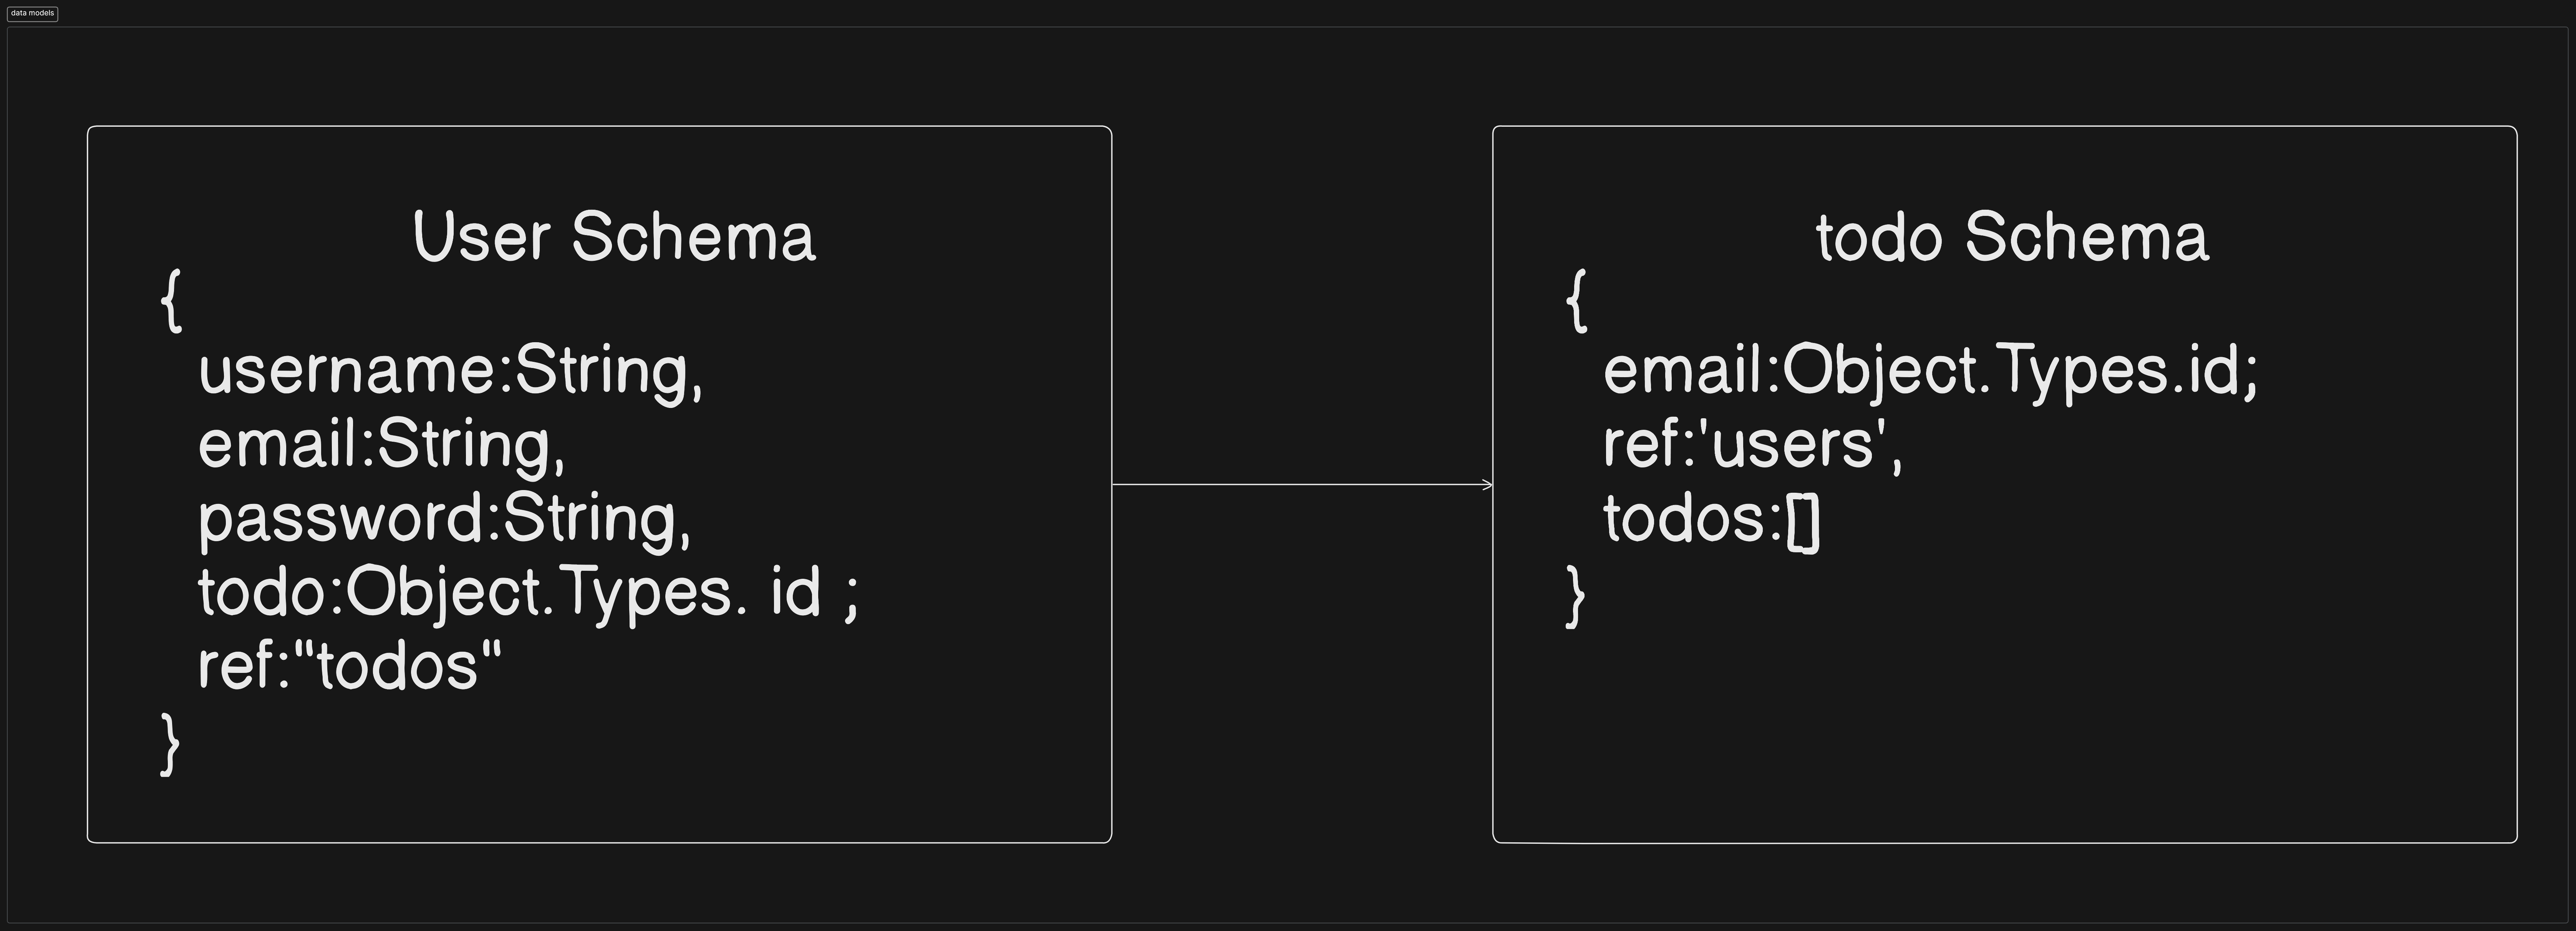 data models
User Schema
{
username:String,
email:String,
password:String,
todo:Object.Types. id ;
ref:"todos"
}
todo Schema
{
email:Object.Types.id;
ref:'users',
todos:[]
}